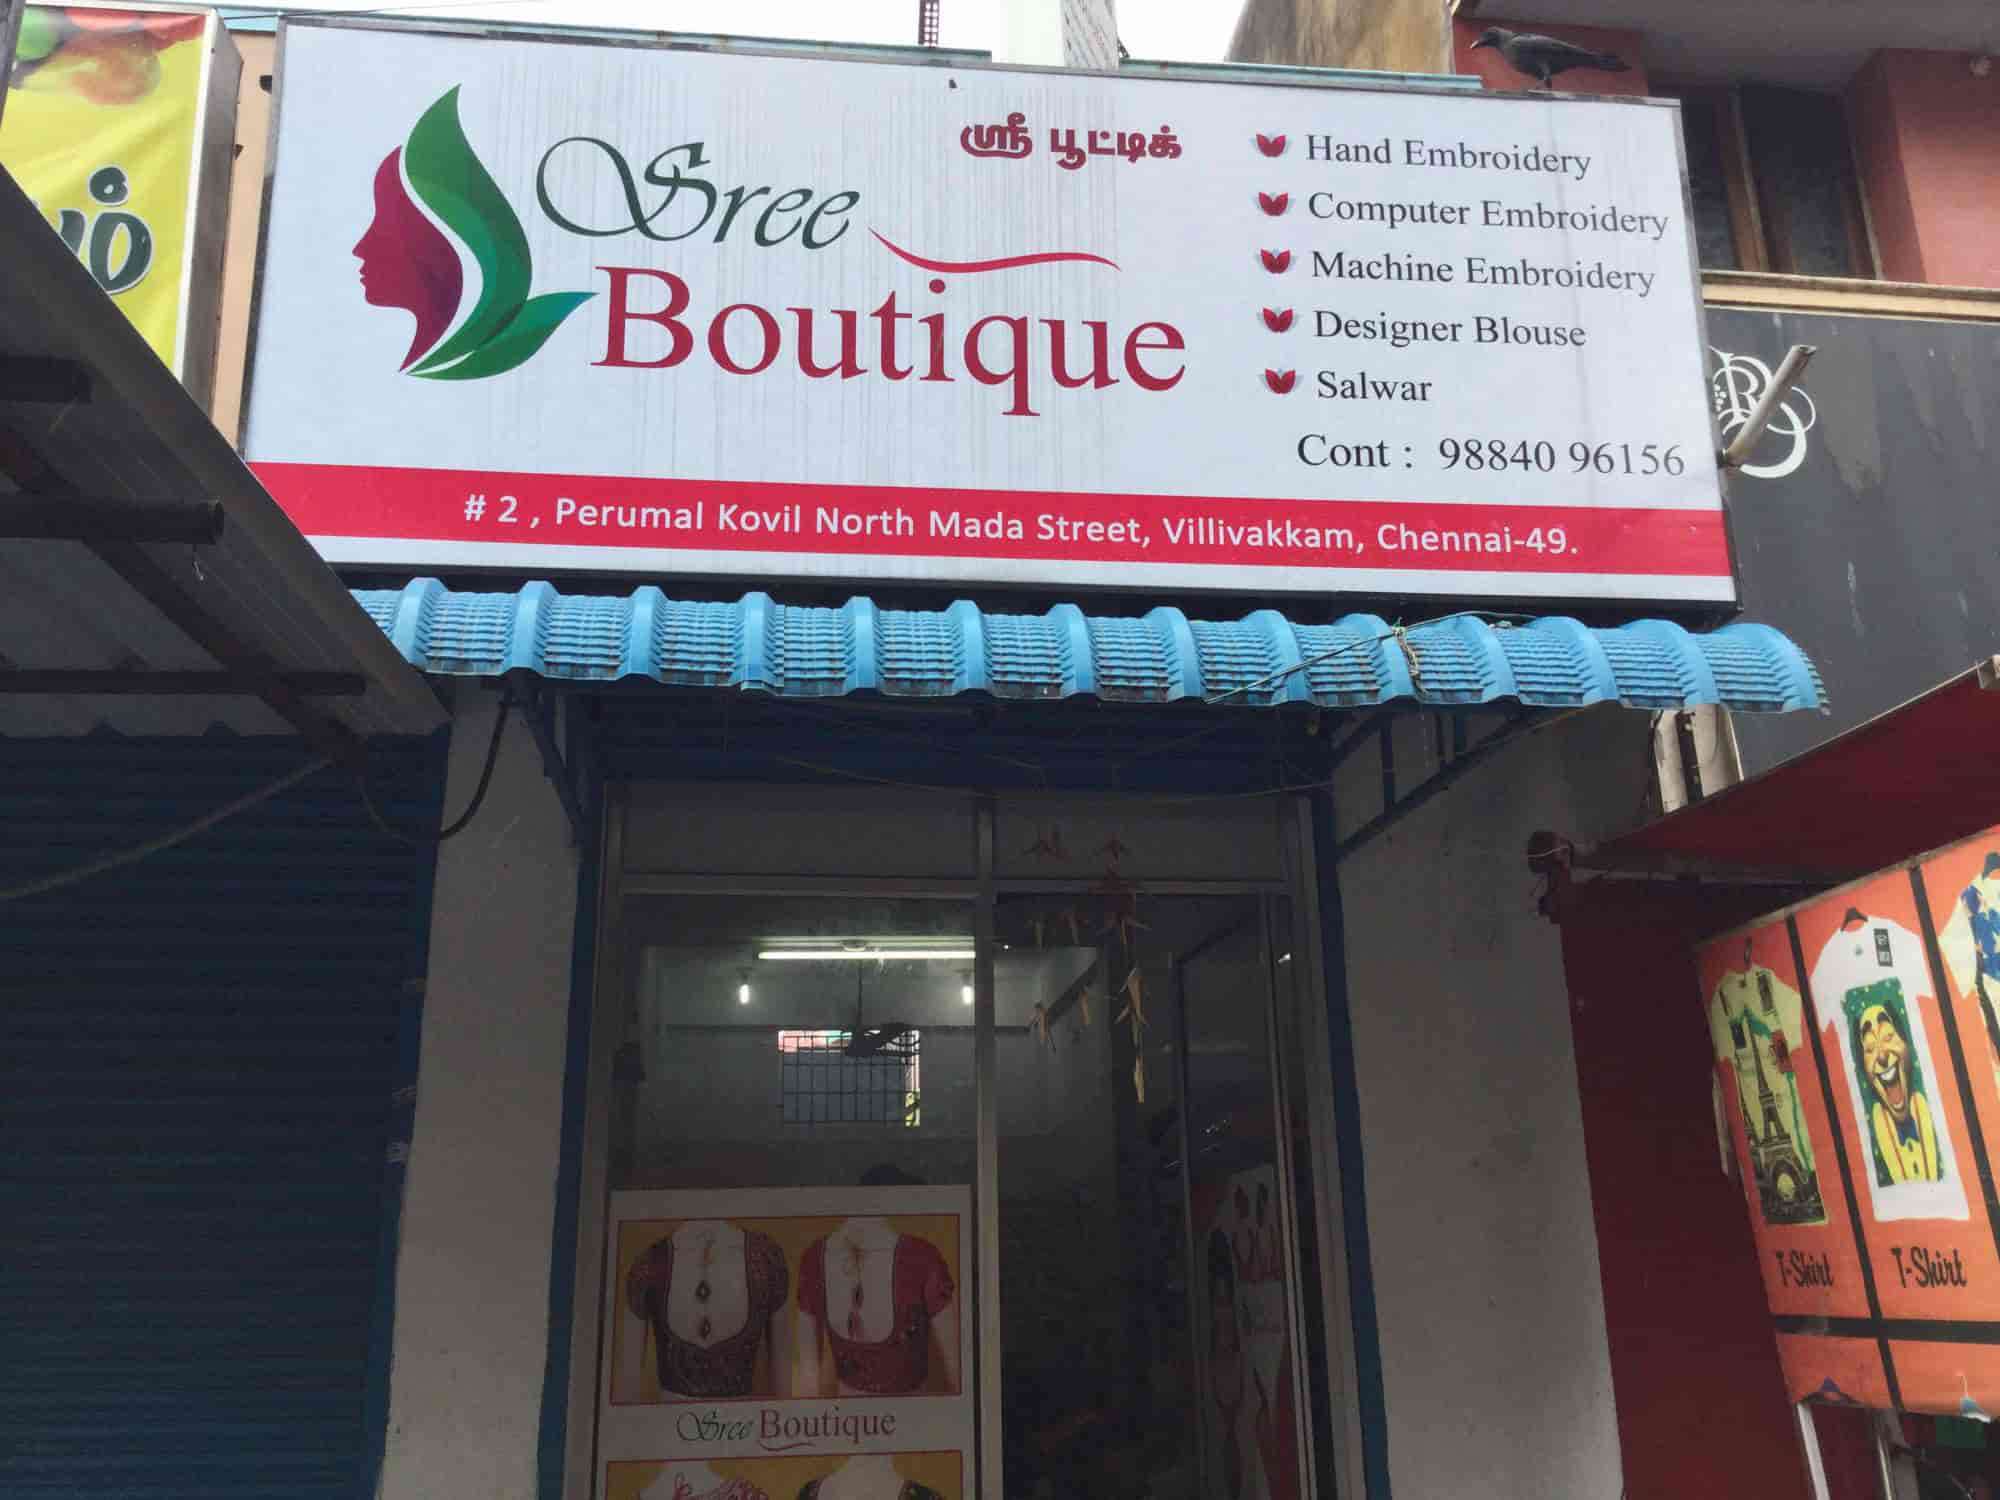 ஸ்ரீ பூட்டிக்
Sree
Boutique
Hand Embroidery
Computer Embroidery
Machine Embroidery
Designer Blouse
Salwar
Cont : 98840 96156
# 2 , Perumal Kovil North Mada Street, Villivakkam, Chennai-49.
Sree Boutique
T-Shirt
T-Shirt